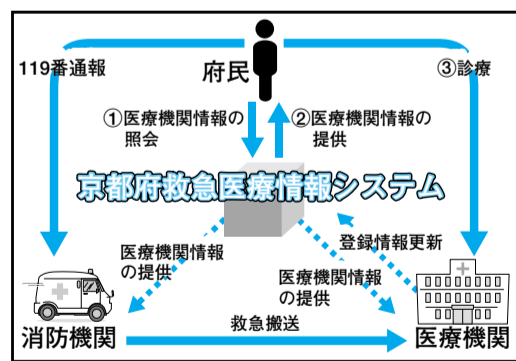 119番通報
府民
③診療
①医療機関情報の
照会
②医療機関情報の
提供
京都府救急医療情報システム
医療機関情報
の提供
医療機関情報
の提供
登録情報更新
消防機関
救急搬送
医療機関